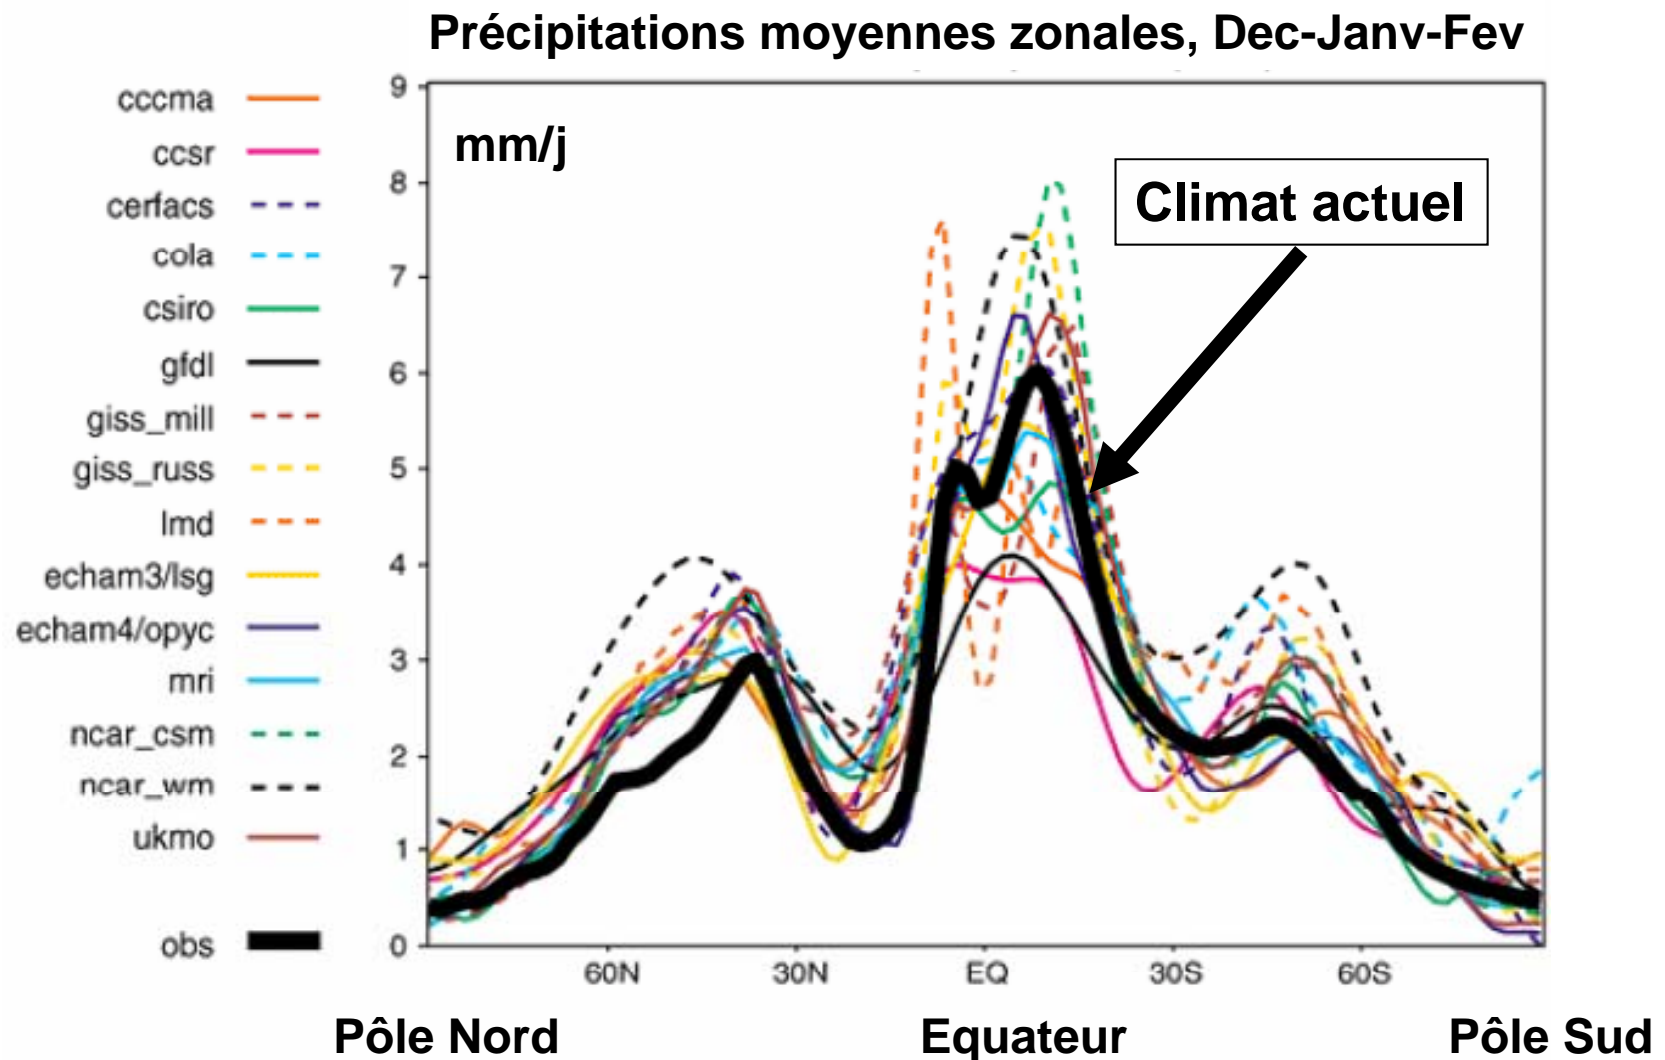 Précipitations moyennes zonales, Dec-Janv-Fev
cccma
ccsr
cerfacs
cola
csiro
gfdl
giss_mill
giss_russ
lmd
echam3/lsg
echam4/opyc
mri
ncar_csm
ncar_wm
ukmo
obs
mm/j
Climat actuel
9
8
7
6
5
4
3
2
1
0
60N 30N EQ 30S 60S
Pôle Nord Equateur Pôle Sud